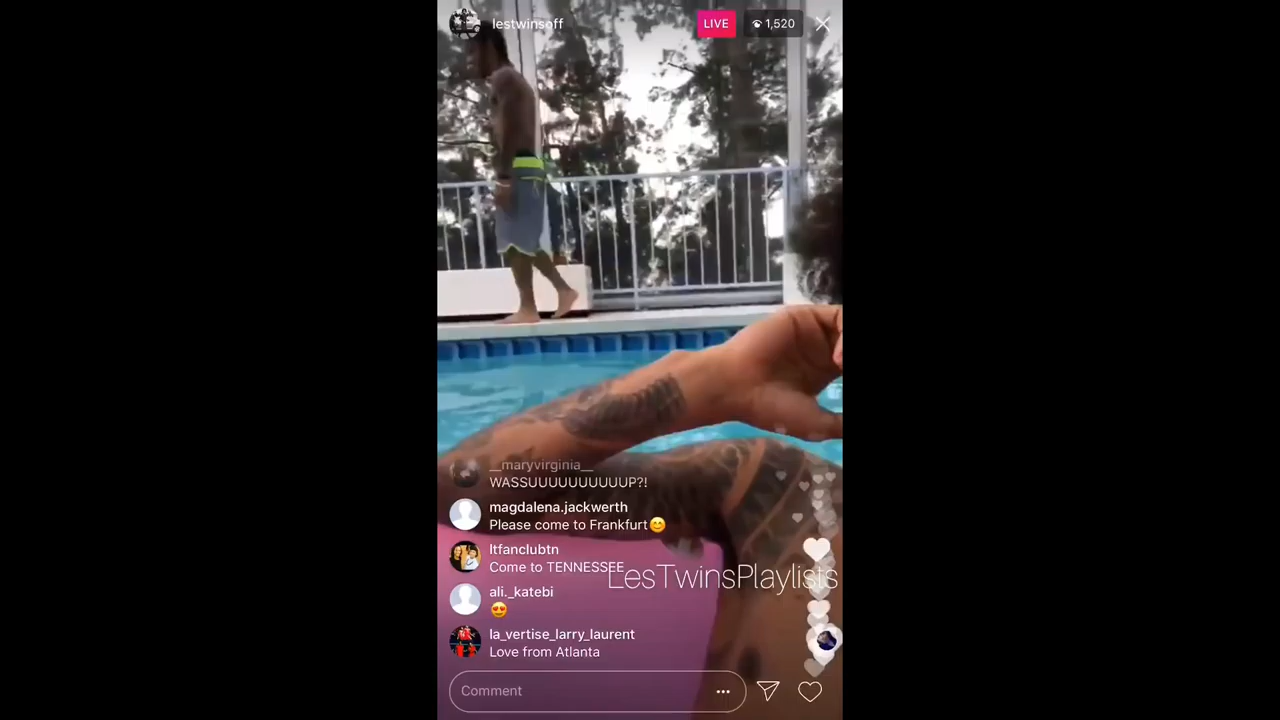 lestwinsoff
LIVE
1,520
__maryvirginia__
WASSUUUUUUUUUUP?!
magdalena.jackwerth
Please come to Frankfurt😊
ltfanclubtn
Come to TENNESSEE
LesTwinsPlaylists
ali._katebi
😍
la_vertise_larry_laurent
Love from Atlanta
Comment